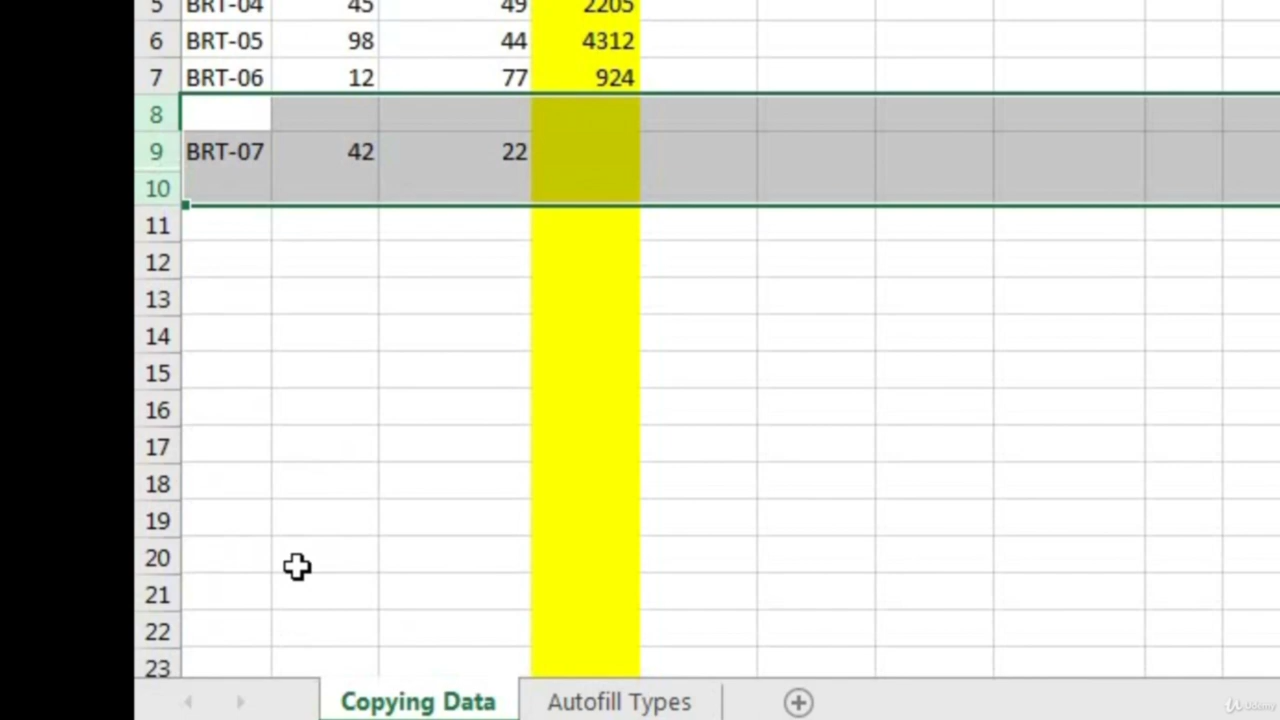 5 BRT-04 45 49 2205
6 BRT-05 98 44 4312
7 BRT-06 12 77 924
8
9 BRT-07 42 22
10
11
12
13
14
15
16
17
18
19
20
21
22
23
Copying Data Autofill Types
Udemy